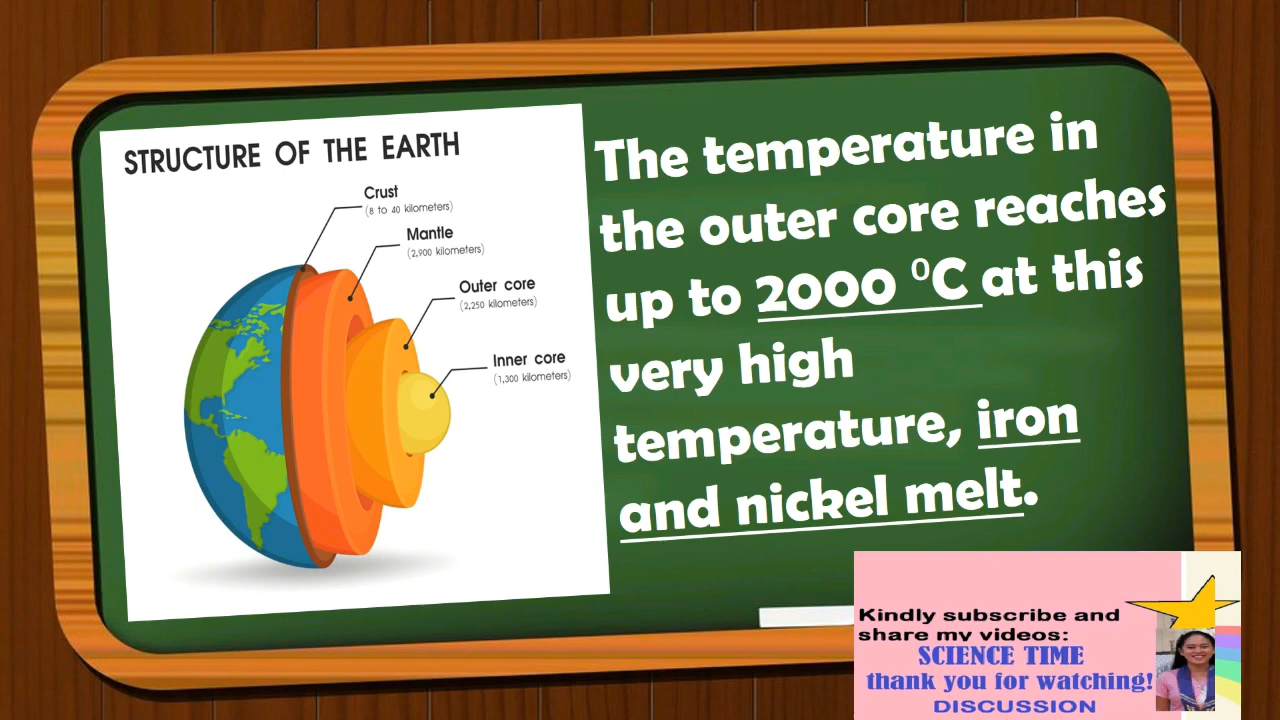 STRUCTURE OF THE EARTH
Crust
(8 to 40 kilometers)
Mantle
(2,900 kilometers)
Outer core
(2,250 kilometers)
Inner core
(1,300 kilometers)
The temperature in
the outer core reaches
up to 2000 ⁰C at this
very high
temperature, iron
and nickel melt.
Kindly subscribe and
share my videos:
SCIENCE TIME
thank you for watching!
DISCUSSION